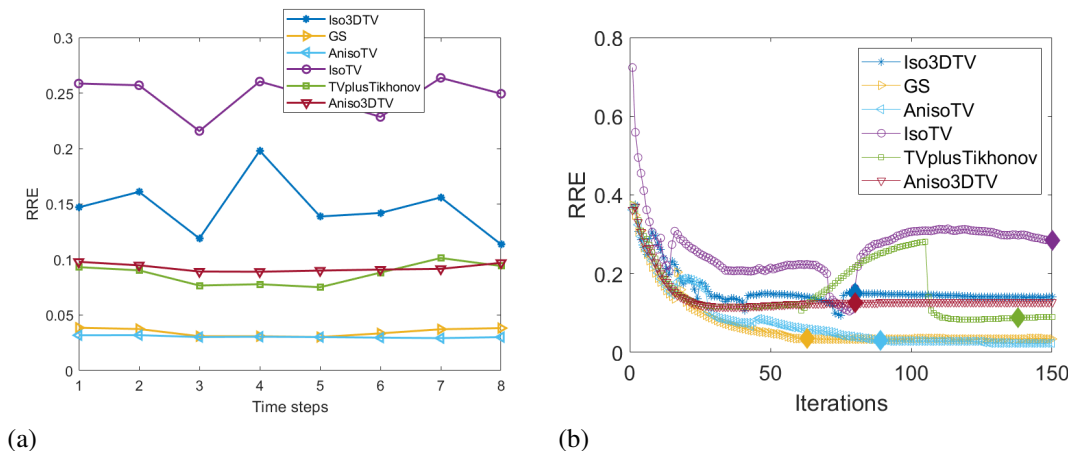 Iso3DTV
GS
AnisoTV
IsoTV
TVplusTikhonov
Aniso3DTV
0.3
0.25
0.2
0.15
0.1
0.05
0
RRE
1 2 3 4 5 6 7 8
Time steps
(a)
Iso3DTV
GS
AnisoTV
IsoTV
TVplusTikhonov
Aniso3DTV
0.8
0.6
0.4
0.2
0
RRE
0 50 100 150
Iterations
(b)